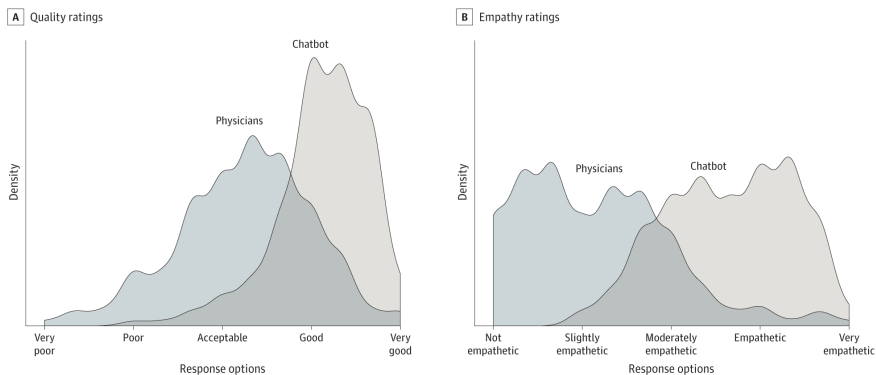 A Quality ratings
Chatbot
Physicians
Density
Very
poor
Poor
Acceptable
Good
Very
good
Response options
B Empathy ratings
Physicians
Chatbot
Density
Not
empathetic
Slightly
empathetic
Moderately
empathetic
Empathetic
Very
empathetic
Response options